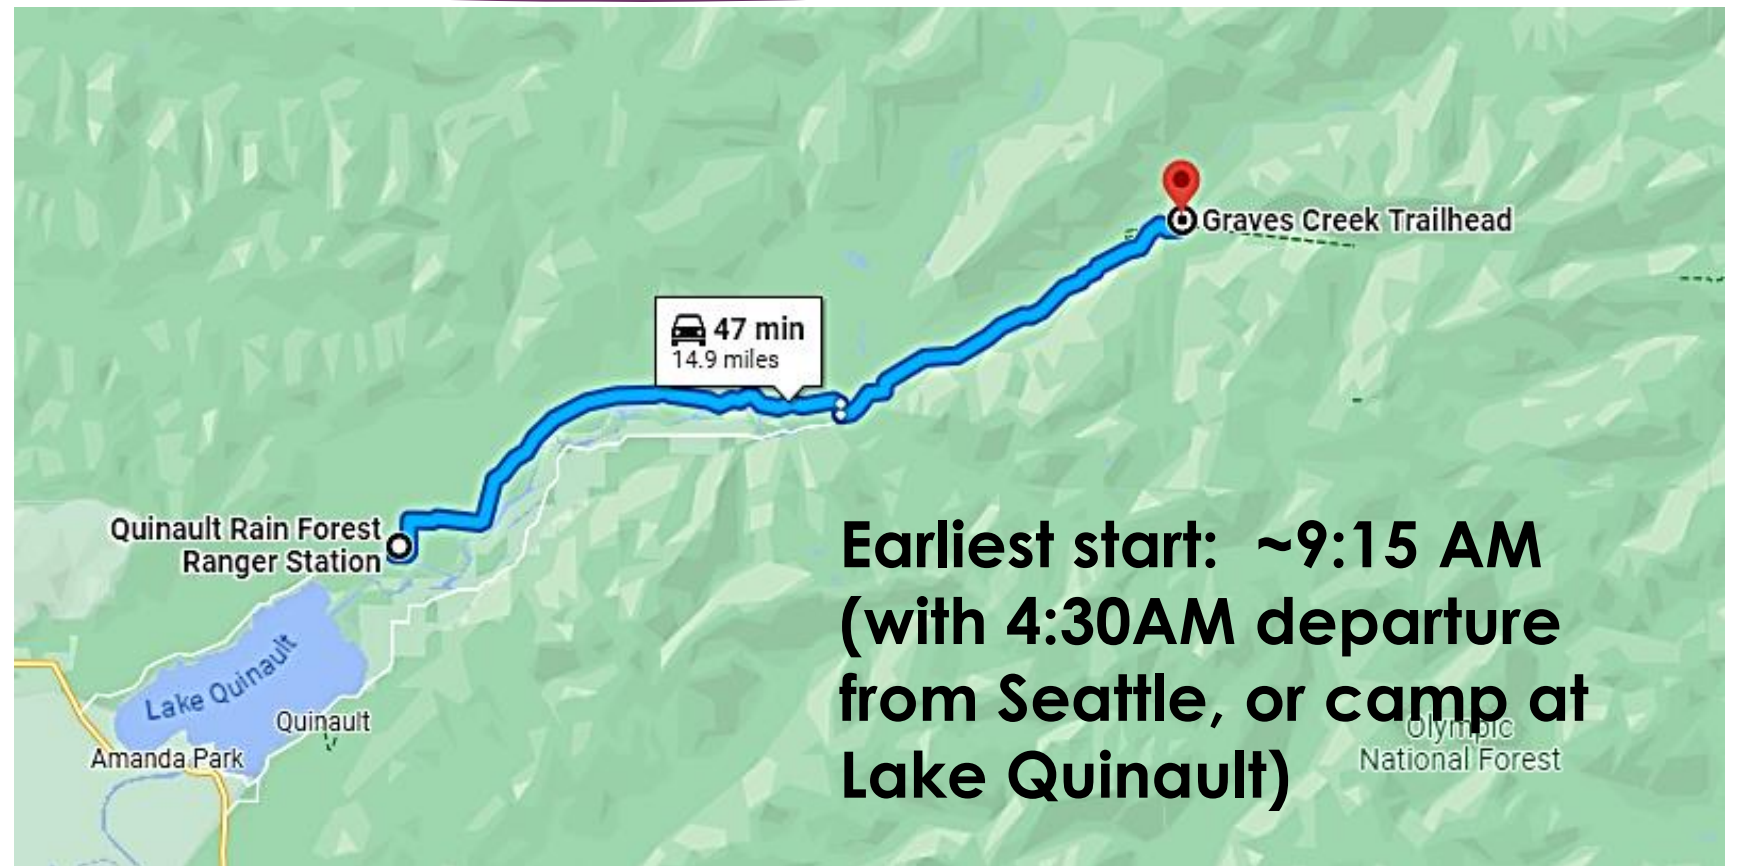 Graves Creek Trailhead
47 min
14.9 miles
Quinault Rain Forest
Ranger Station
Earliest start:  ~9:15 AM
(with 4:30AM departure
from Seattle, or camp at
Lake Quinault)
Lake Quinault
Quinault
Amanda Park
Olympic
National Forest